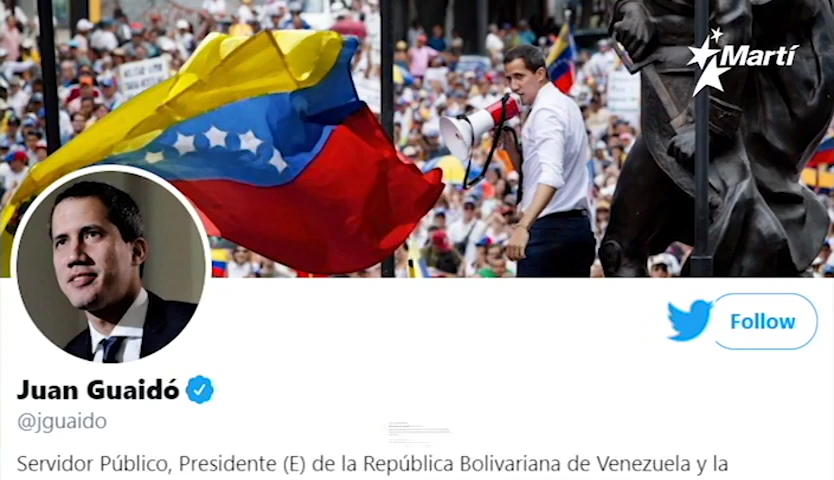 Martí
Follow
Juan Guaidó
@jguaido
Servidor Público, Presidente (E) de la República Bolivariana de Venezuela y la